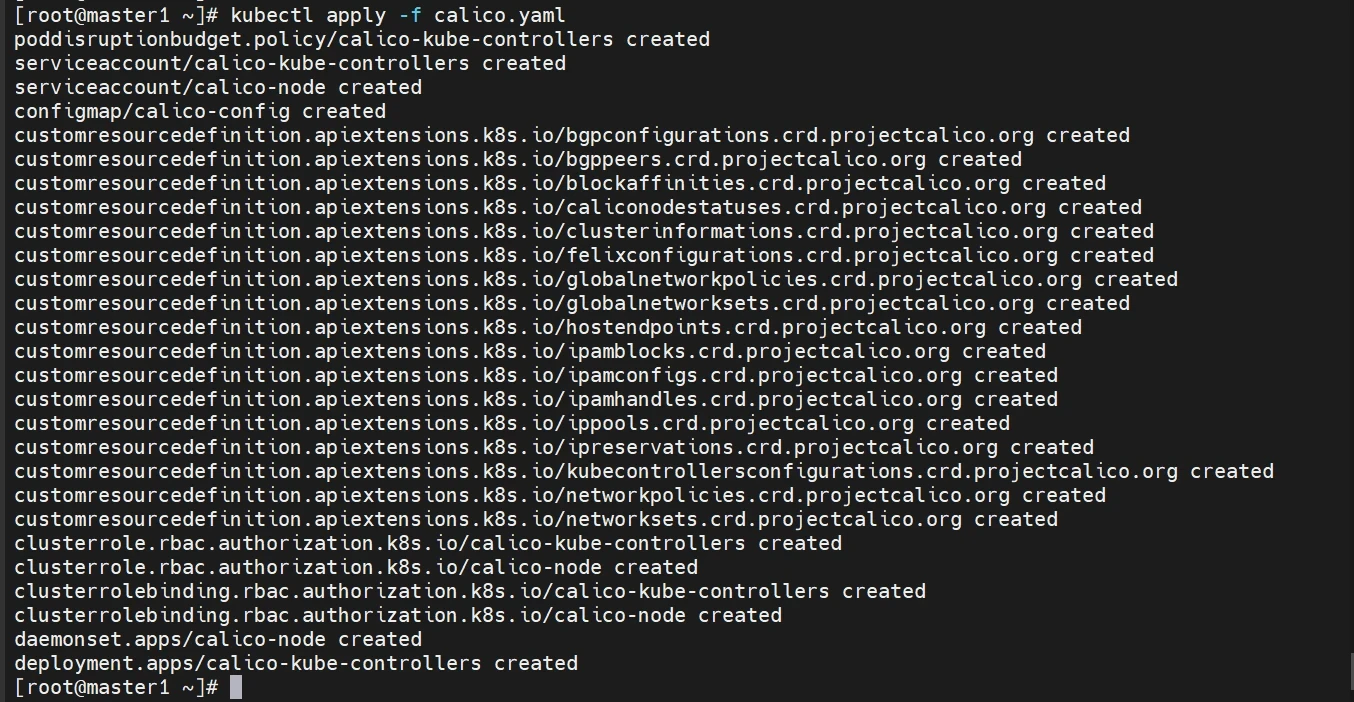 [root@master1 ~]# kubectl apply -f calico.yaml
poddisruptionbudget.policy/calico-kube-controllers created
serviceaccount/calico-kube-controllers created
serviceaccount/calico-node created
configmap/calico-config created
customresourcedefinition.apiextensions.k8s.io/bgpconfigurations.crd.projectcalico.org created
customresourcedefinition.apiextensions.k8s.io/bgppeers.crd.projectcalico.org created
customresourcedefinition.apiextensions.k8s.io/blockaffinities.crd.projectcalico.org created
customresourcedefinition.apiextensions.k8s.io/caliconodestatuses.crd.projectcalico.org created
customresourcedefinition.apiextensions.k8s.io/clusterinformations.crd.projectcalico.org created
customresourcedefinition.apiextensions.k8s.io/felixconfigurations.crd.projectcalico.org created
customresourcedefinition.apiextensions.k8s.io/globalnetworkpolicies.crd.projectcalico.org created
customresourcedefinition.apiextensions.k8s.io/globalnetworksets.crd.projectcalico.org created
customresourcedefinition.apiextensions.k8s.io/hostendpoints.crd.projectcalico.org created
customresourcedefinition.apiextensions.k8s.io/ipamblocks.crd.projectcalico.org created
customresourcedefinition.apiextensions.k8s.io/ipamconfigs.crd.projectcalico.org created
customresourcedefinition.apiextensions.k8s.io/ipamhandles.crd.projectcalico.org created
customresourcedefinition.apiextensions.k8s.io/ippools.crd.projectcalico.org created
customresourcedefinition.apiextensions.k8s.io/ipreservations.crd.projectcalico.org created
customresourcedefinition.apiextensions.k8s.io/kubecontrollersconfigurations.crd.projectcalico.org created
customresourcedefinition.apiextensions.k8s.io/networkpolicies.crd.projectcalico.org created
customresourcedefinition.apiextensions.k8s.io/networksets.crd.projectcalico.org created
clusterrole.rbac.authorization.k8s.io/calico-kube-controllers created
clusterrole.rbac.authorization.k8s.io/calico-node created
clusterrolebinding.rbac.authorization.k8s.io/calico-kube-controllers created
clusterrolebinding.rbac.authorization.k8s.io/calico-node created
daemonset.apps/calico-node created
deployment.apps/calico-kube-controllers created
[root@master1 ~]#